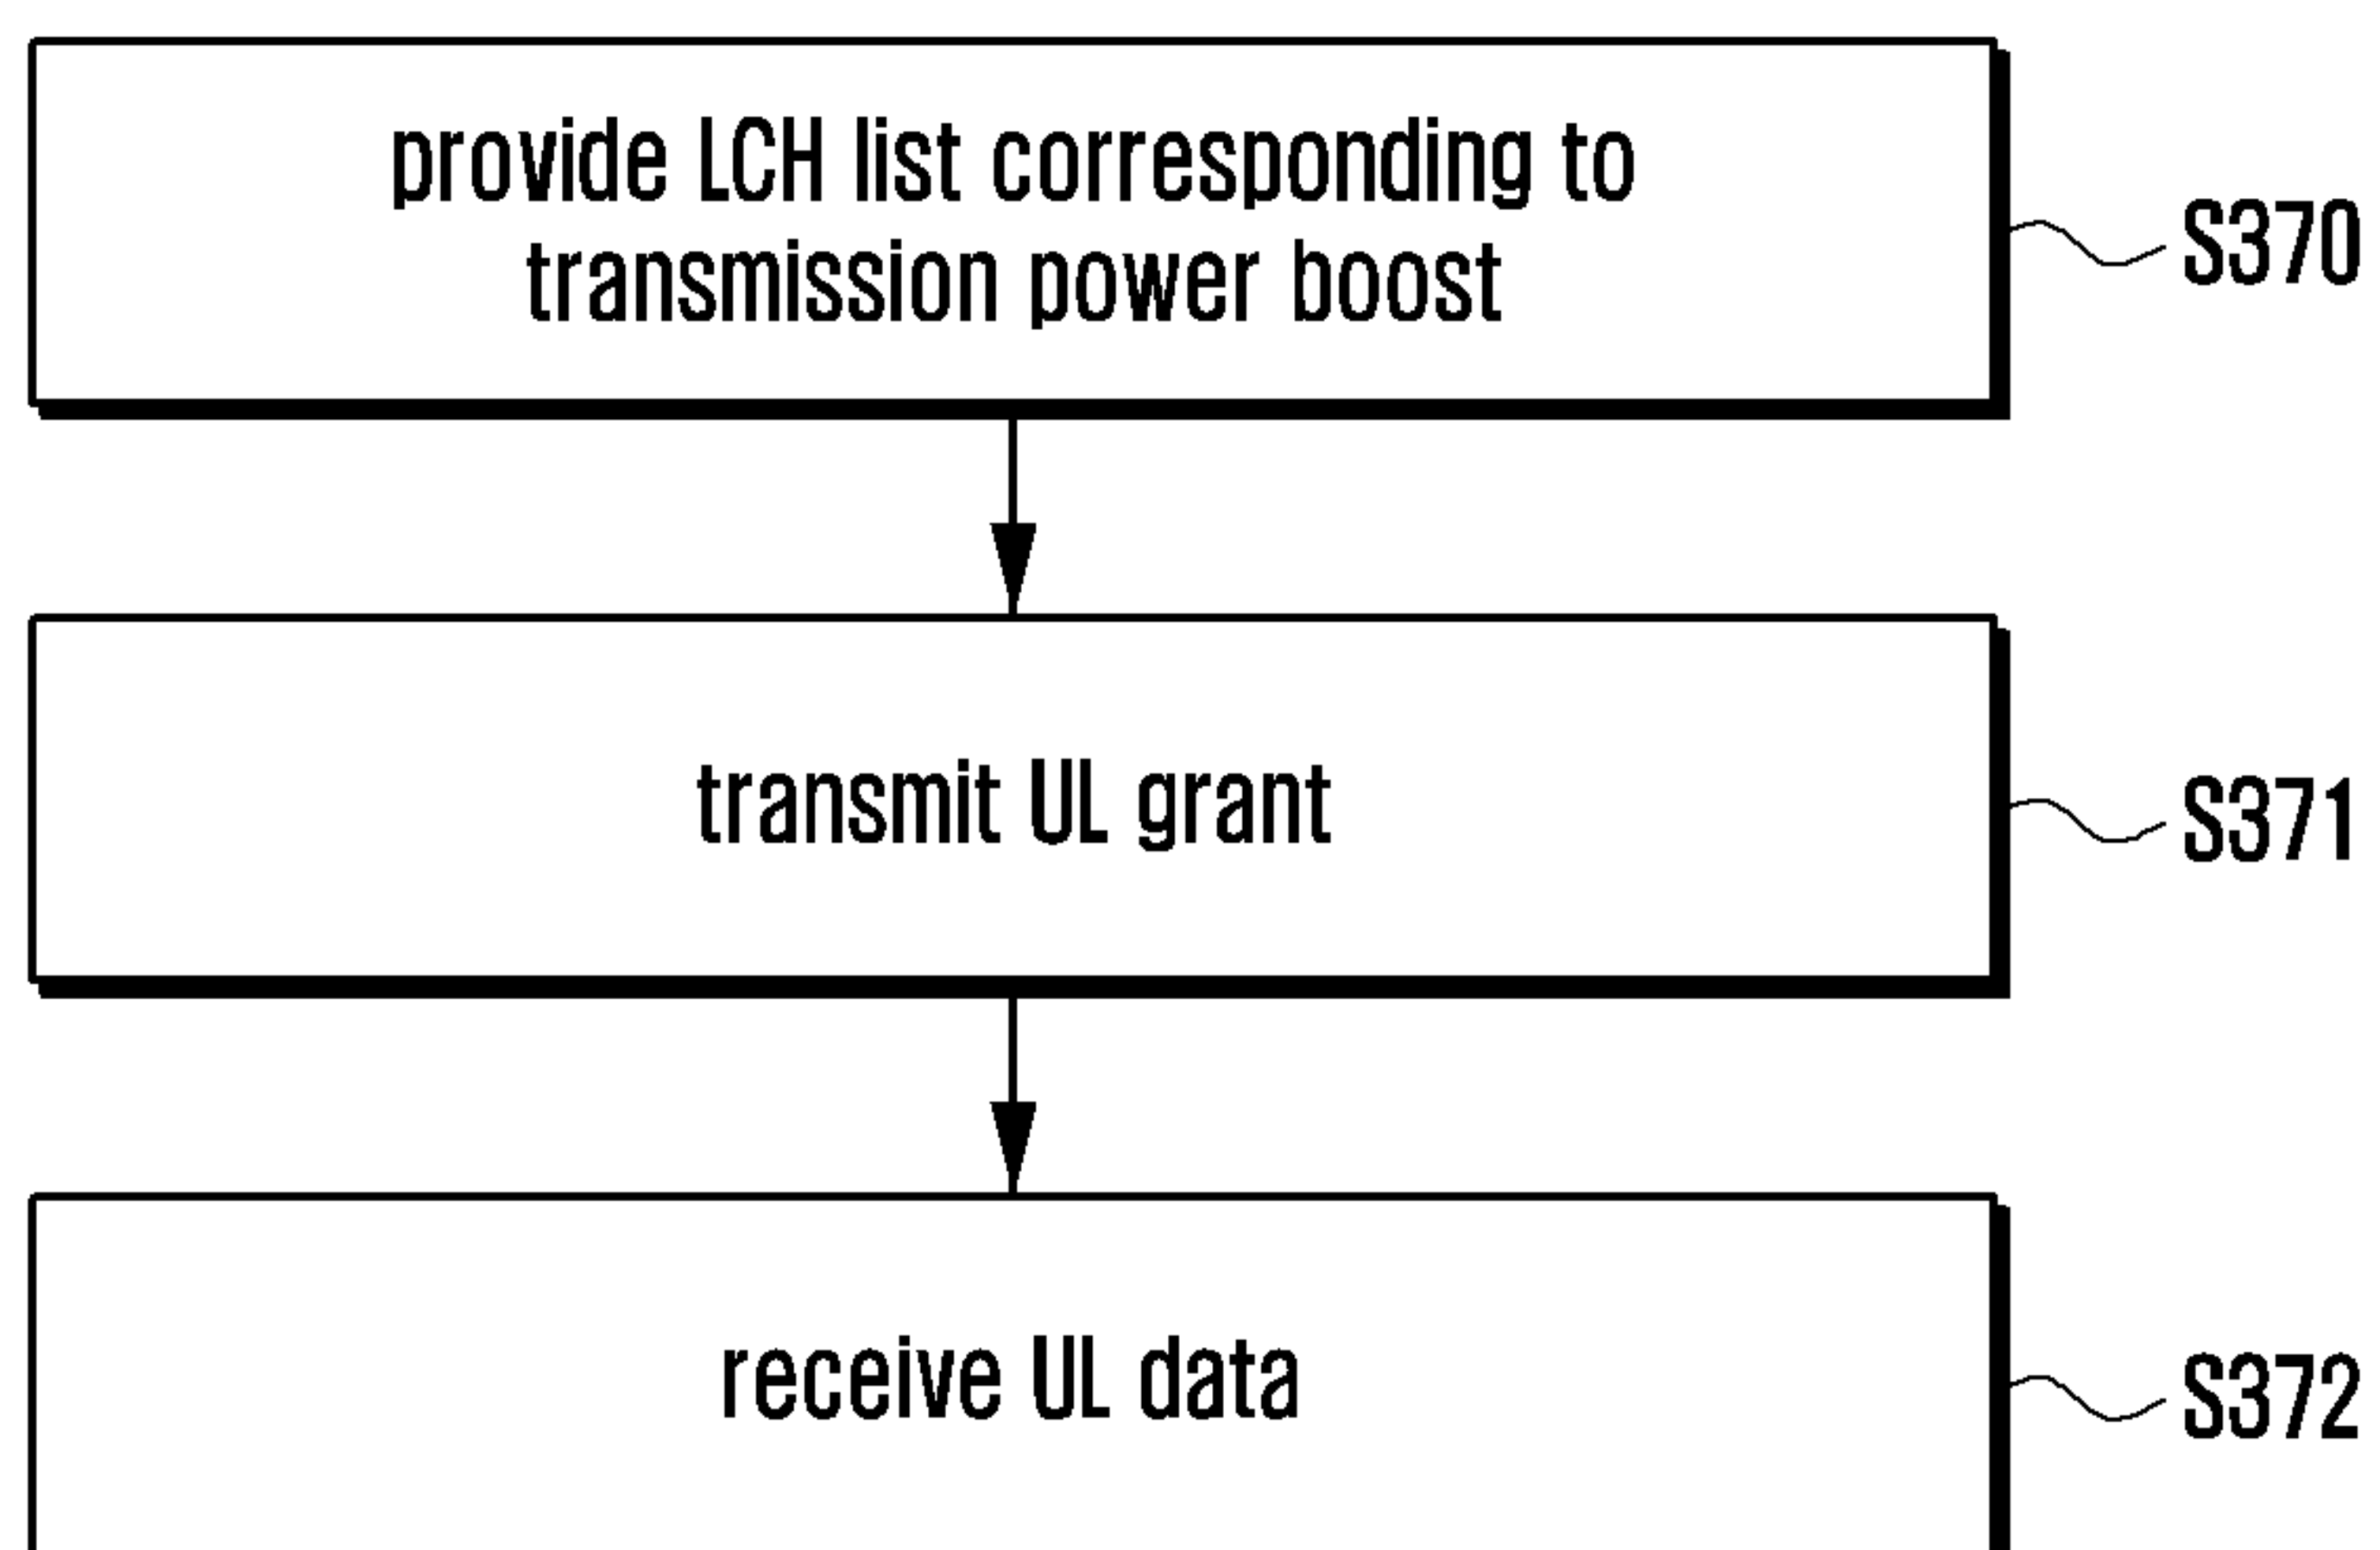 provide LCH list corresponding to
transmission power boost
S370
transmit UL grant
S371
receive UL data
S372